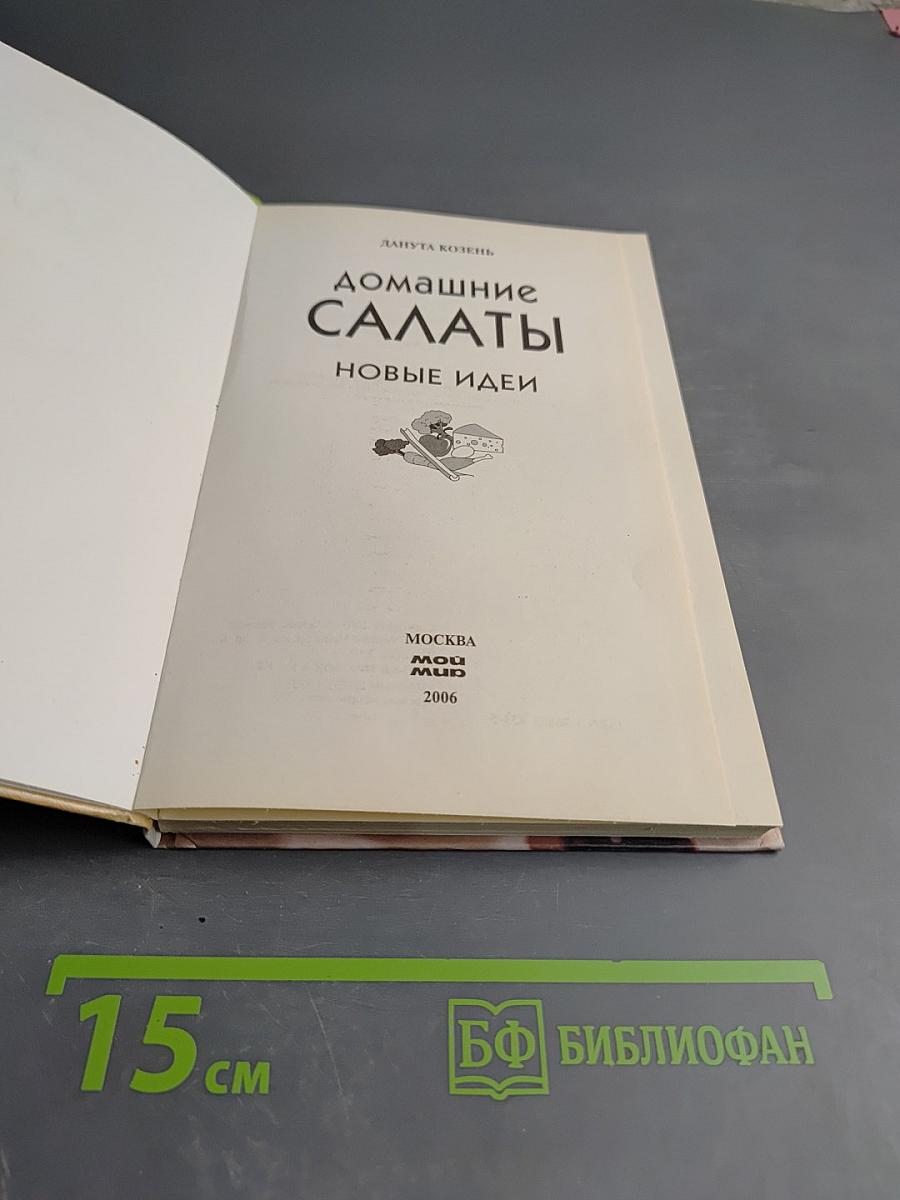 ДАНУТА КОЗЕНЬ
домашние
САЛАТЫ
НОВЫЕ ИДЕИ
МОСКВА
мой
мир
2006
15 см
БФ БИБЛИОФАН